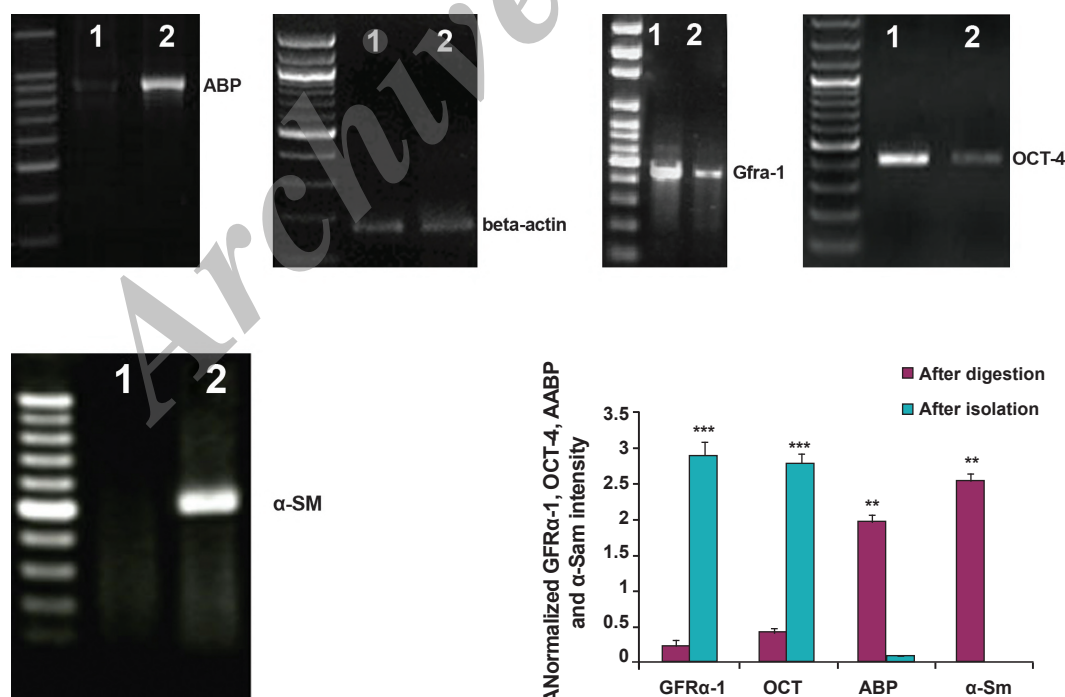 1 2
ABP
1 2
beta-actin
1 2
Gfra-1
1 2
OCT-4
Archive
1 2
α-SM
After digestion
After isolation
ANormalized GFRα-1, OCT-4, AABP
and α-Sam intensity
3.5
3
2.5
2
1.5
1
0.5
0
***
***
**
**
GFRα-1 OCT ABP α-Sm